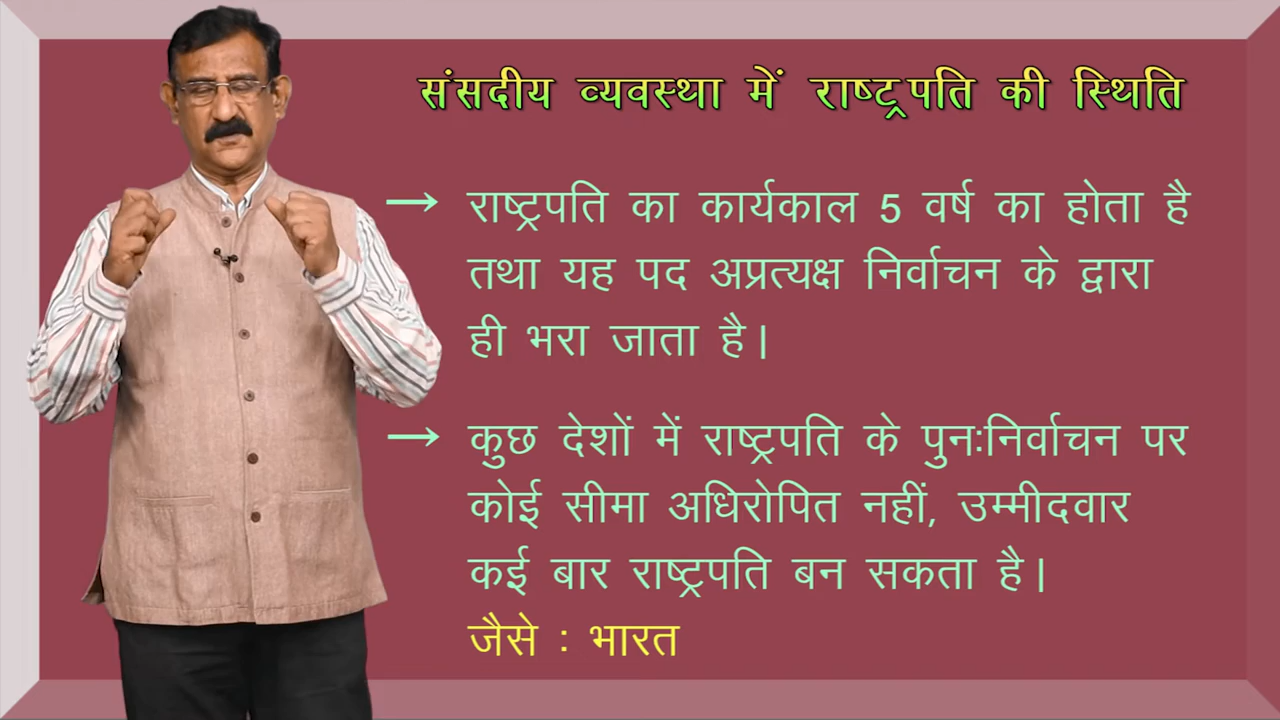 संसदीय व्यवस्था में राष्ट्रपति की स्थिति
→ राष्ट्रपति का कार्यकाल 5 वर्ष का होता है
तथा यह पद अप्रत्यक्ष निर्वाचन के द्वारा
ही भरा जाता है।
→ कुछ देशों में राष्ट्रपति के पुनःनिर्वाचन पर
कोई सीमा अधिरोपित नहीं, उम्मीदवार
कई बार राष्ट्रपति बन सकता है।
जैसे : भारत